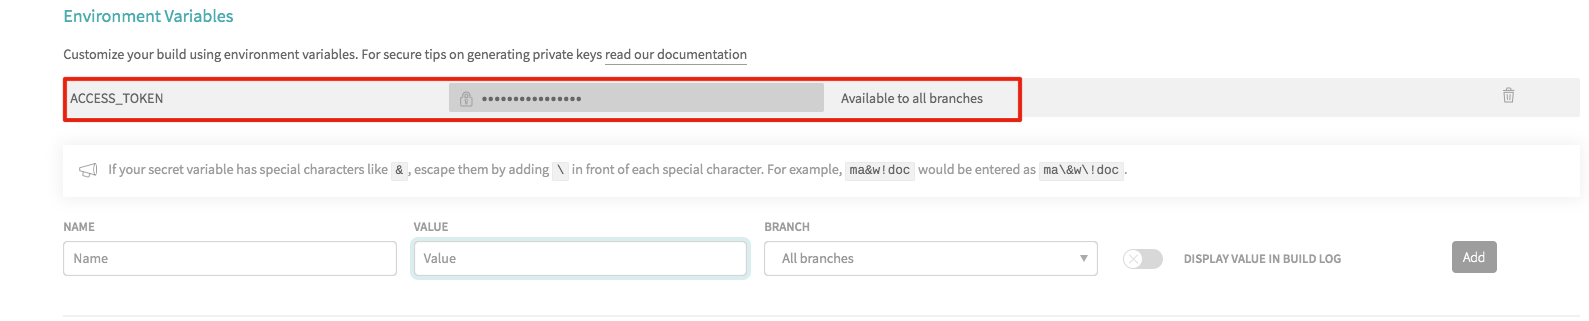 Environment Variables
Customize your build using environment variables. For secure tips on generating private keys read our documentation
ACCESS_TOKEN •••••••••••••••• Available to all branches
If your secret variable has special characters like & , escape them by adding \ in front of each special character. For example, ma&w!doc would be entered as ma\&w\!doc .
NAME VALUE BRANCH
Name Value All branches DISPLAY VALUE IN BUILD LOG Add